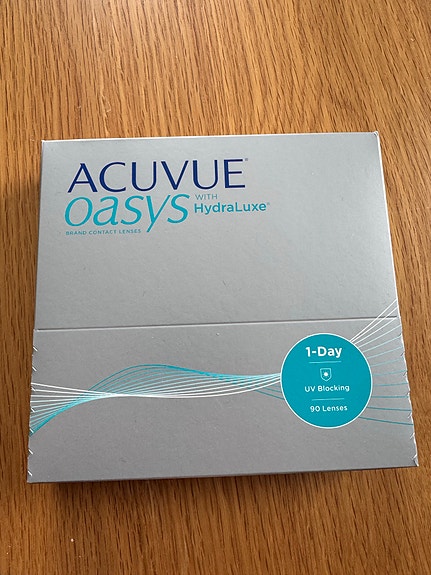 ACUVUE®
oasys WITH HydraLuxe®
BRAND CONTACT LENSES
1-Day
UV Blocking
90 Lenses